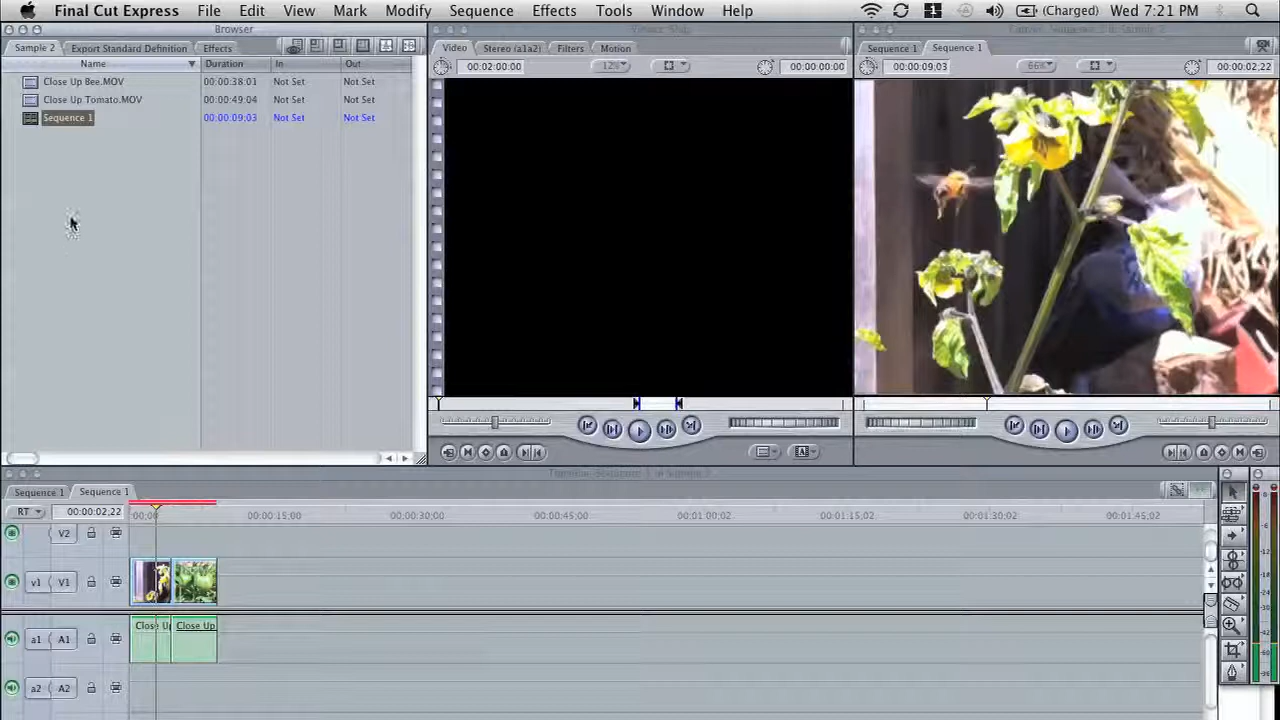 Final Cut Express File Edit View Mark Modify Sequence Effects Tools Window Help 1 (Charged) Wed 7:21 PM
Browser
Sample 2 Export Standard Definition Effects Video Stereo (a1a2) Filters Motion Sequence 1 Sequence 1
Name Duration In Out 00:02:00:00 12% 00:00:00:00 00:00:09;03 66% 00:00:02;22
Close Up Bee.MOV 00:00:38:01 Not Set Not Set
Close Up Tomato.MOV 00:00:49:04 Not Set Not Set
Sequence 1 00:00:09;03 Not Set Not Set
Sequence 1 Sequence 1
RT 00:00:02;22 00:00 00:00:15;00 00:00:30;00 00:00:45;00 00:01:00;02 00:01:15;02 00:01:30;02 00:01:45;02
V2
v1 V1
Close Up Close Up
a1 A1
a2 A2